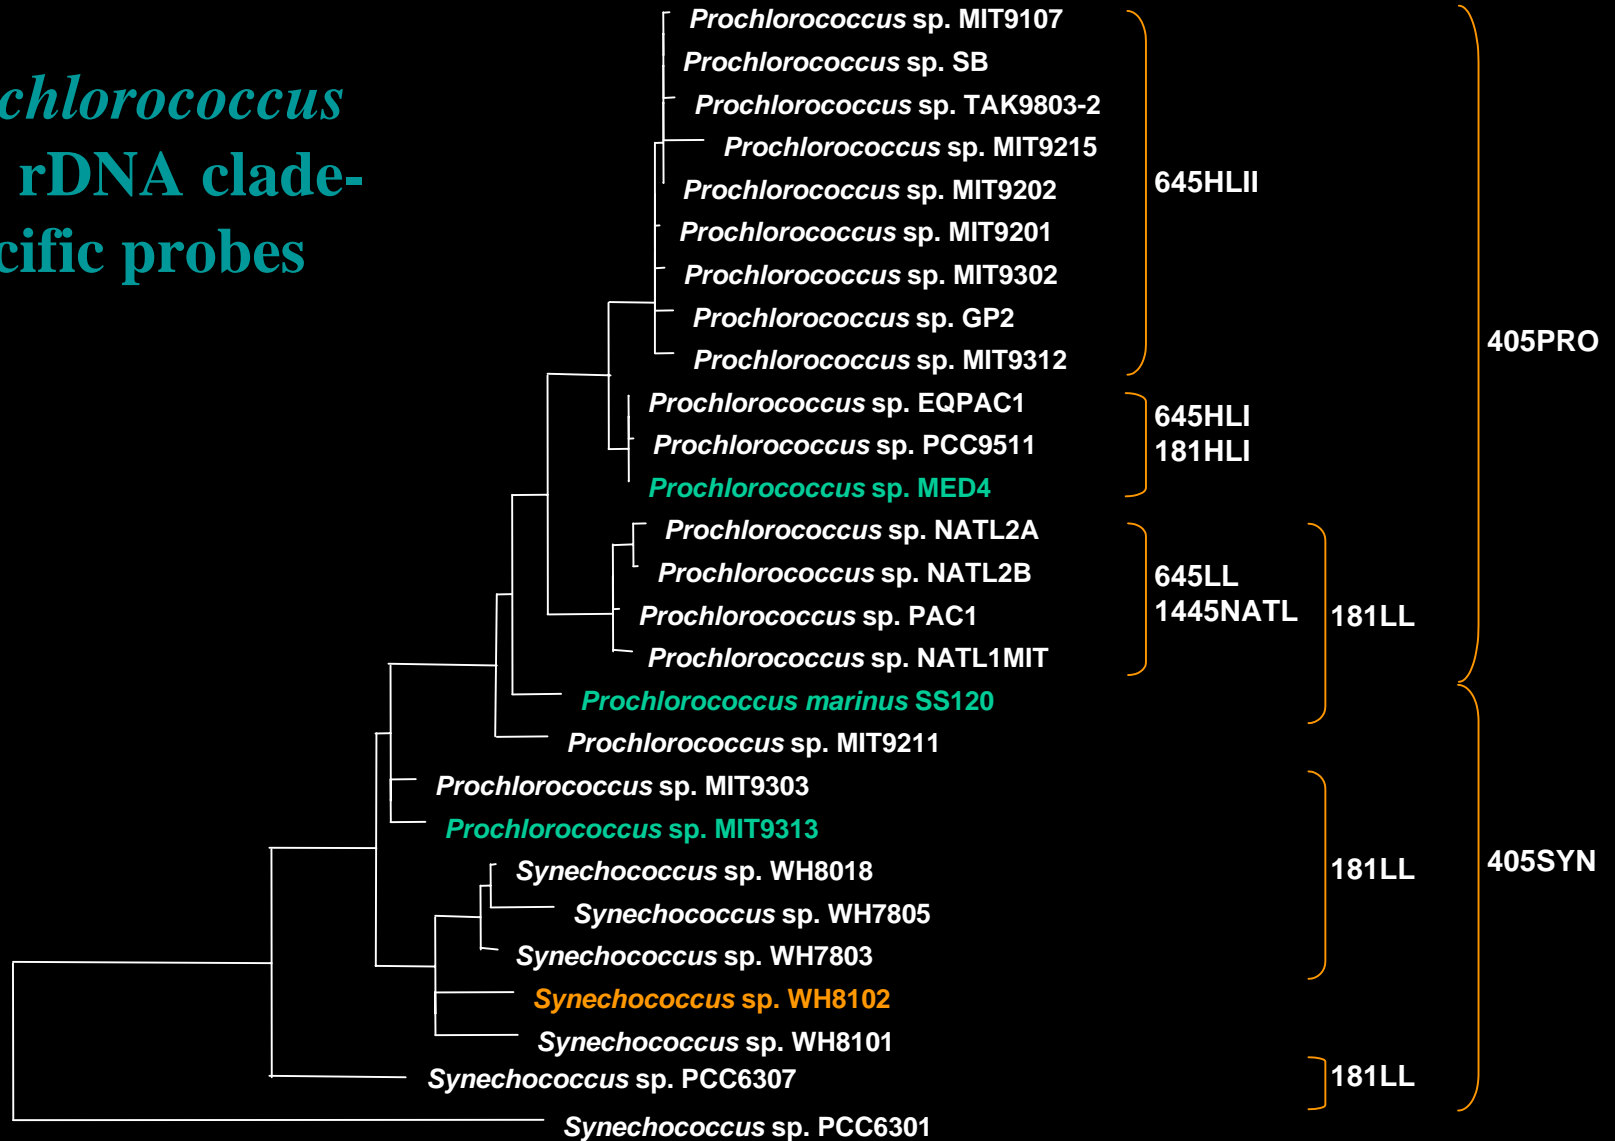 chlorococcus
rDNA clade-
cific probes
Prochlorococcus sp. MIT9107
Prochlorococcus sp. SB
Prochlorococcus sp. TAK9803-2
Prochlorococcus sp. MIT9215
Prochlorococcus sp. MIT9202
Prochlorococcus sp. MIT9201
Prochlorococcus sp. MIT9302
Prochlorococcus sp. GP2
Prochlorococcus sp. MIT9312
Prochlorococcus sp. EQPAC1
Prochlorococcus sp. PCC9511
Prochlorococcus sp. MED4
Prochlorococcus sp. NATL2A
Prochlorococcus sp. NATL2B
Prochlorococcus sp. PAC1
Prochlorococcus sp. NATL1MIT
Prochlorococcus marinus SS120
Prochlorococcus sp. MIT9211
Prochlorococcus sp. MIT9303
Prochlorococcus sp. MIT9313
Synechococcus sp. WH8018
Synechococcus sp. WH7805
Synechococcus sp. WH7803
Synechococcus sp. WH8102
Synechococcus sp. WH8101
Synechococcus sp. PCC6307
Synechococcus sp. PCC6301
645HLII
645HLI
181HLI
645LL
1445NATL
181LL
181LL
181LL
405PRO
405SYN